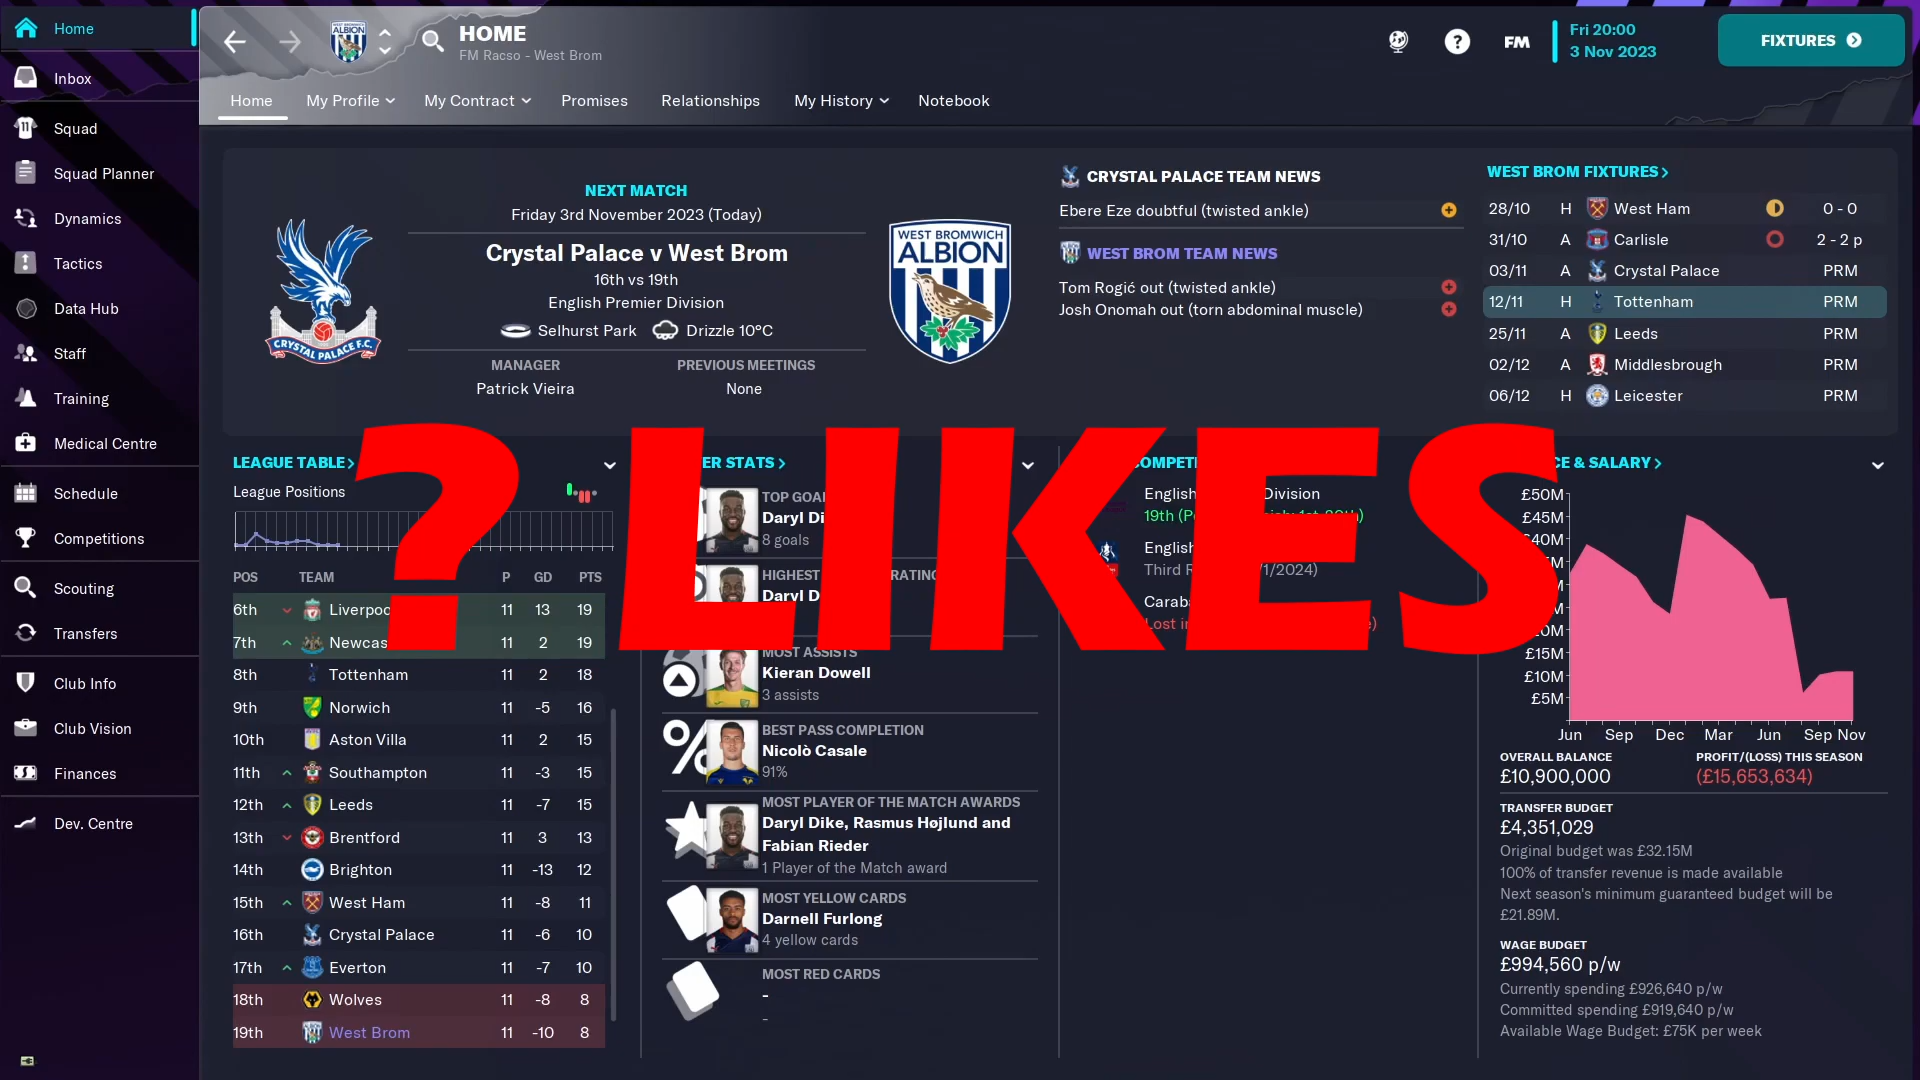 Home
Inbox
Squad
Squad Planner
Dynamics
Tactics
Data Hub
Staff
Training
Medical Centre
Schedule
Competitions
Scouting
Transfers
Club Info
Club Vision
Finances
Dev. Centre
HOME
FM Racso - West Brom
?
FM
Fri 20:00
3 Nov 2023
FIXTURES
Home My Profile My Contract Promises Relationships My History Notebook
CRYSTAL PALACE F.C.
NEXT MATCH
Friday 3rd November 2023 (Today)
Crystal Palace v West Brom
16th vs 19th
English Premier Division
Selhurst Park Drizzle 10°C
MANAGER PREVIOUS MEETINGS
Patrick Vieira None
WEST BROMWICH
ALBION
CRYSTAL PALACE TEAM NEWS
Ebere Eze doubtful (twisted ankle)
WEST BROM TEAM NEWS
Tom Rogić out (twisted ankle)
Josh Onomah out (torn abdominal muscle)
WEST BROM FIXTURES
28/10 H West Ham 0 - 0
31/10 A Carlisle 2 - 2 p
03/11 A Crystal Palace PRM
12/11 H Tottenham PRM
25/11 A Leeds PRM
02/12 A Middlesbrough PRM
06/12 H Leicester PRM
? LIKES
LEAGUE TABLE
League Positions
POS TEAM P GD PTS
6th 11 13 19
7th 11 2 19
8th Tottenham 11 2 18
9th Norwich 11 -5 16
10th Aston Villa 11 2 15
11th Southampton 11 -3 15
12th Leeds 11 -7 15
13th Brentford 11 3 13
14th Brighton 11 -13 12
15th West Ham 11 -8 11
16th Crystal Palace 11 -6 10
17th Everton 11 -7 10
18th Wolves 11 -8 8
19th West Brom 11 -10 8
STATS
TOP
Daryl
8 goals
HIGHEST
Daryl
MOST ASSISTS
Kieran Dowell
3 assists
BEST PASS COMPLETION
Nicolò Casale
91%
MOST PLAYER OF THE MATCH AWARDS
Daryl Dike, Rasmus Højlund and
Fabian Rieder
1 Player of the Match award
MOST YELLOW CARDS
Darnell Furlong
4 yellow cards
MOST RED CARDS
-
-
English Division
19th
English
Third
Lost
& SALARY
£50M
£45M
£15M
£10M
£5M
Jun Sep Dec Mar Jun Sep Nov
OVERALL BALANCE PROFIT/(LOSS) THIS SEASON
£10,900,000 (£15,653,634)
TRANSFER BUDGET
£4,351,029
Original budget was £32.15M
100% of transfer revenue is made available
Next season's minimum guaranteed budget will be
£21.89M.
WAGE BUDGET
£994,560 p/w
Currently spending £926,640 p/w
Committed spending £919,640 p/w
Available Wage Budget: £75K per week